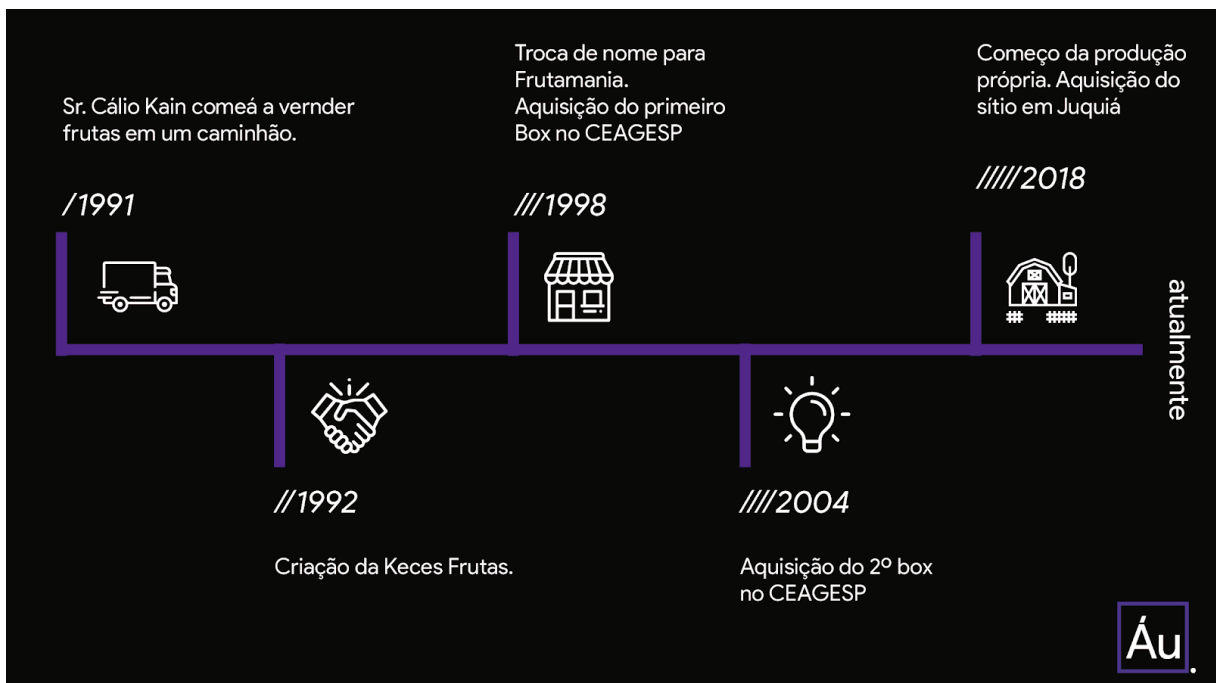 Sr. Cálio Kain comeá a vernder
frutas em um caminhão.
/1991
//1992
Criação da Keces Frutas.
Troca de nome para
Frutamania.
Aquisição do primeiro
Box no CEAGESP
///1998
////2004
Aquisição do 2º box
no CEAGESP
Começo da produção
própria. Aquisição do
sítio em Juquiá
/////2018
atualmente
Áu.